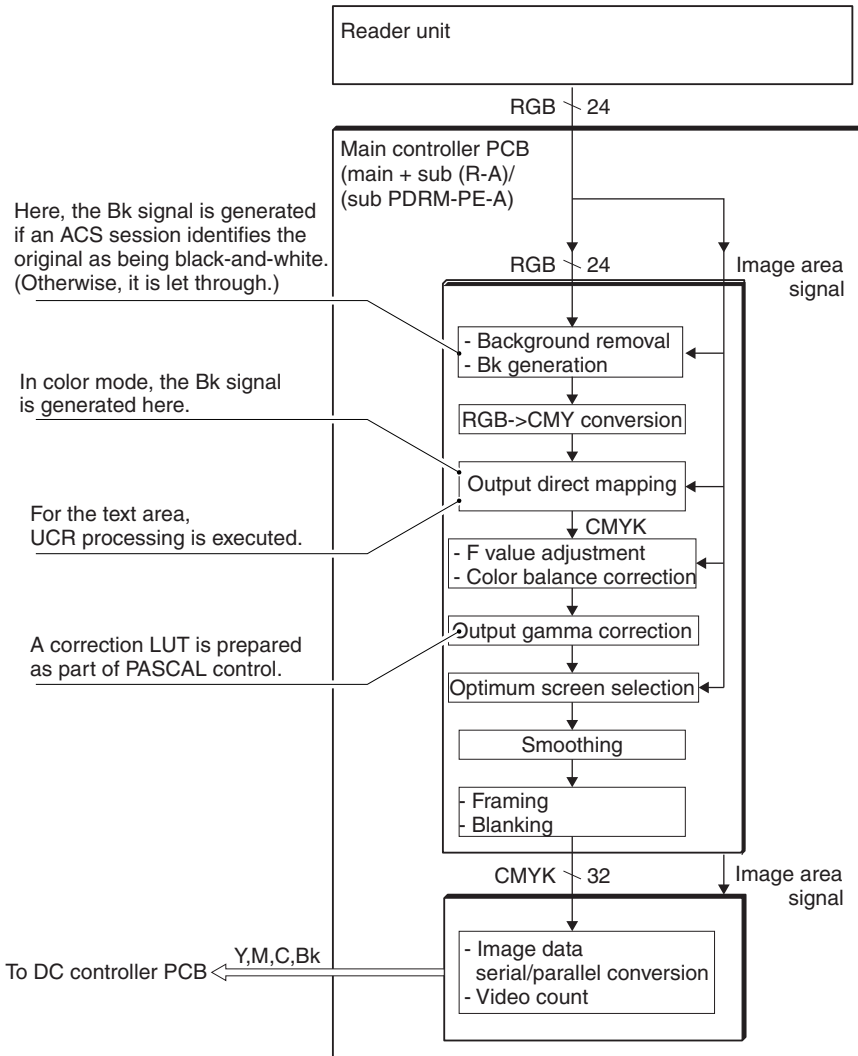 Reader unit
RGB 24
Main controller PCB
(main + sub (R-A)/
(sub PDRM-PE-A)
Here, the Bk signal is generated
if an ACS session identifies the
original as being black-and-white.
(Otherwise, it is let through.)
RGB 24
Image area
signal
- Background removal
- Bk generation
In color mode, the Bk signal
is generated here.
RGB->CMY conversion
Output direct mapping
For the text area,
UCR processing is executed.
CMYK
- F value adjustment
- Color balance correction
Output gamma correction
A correction LUT is prepared
as part of PASCAL control.
Optimum screen selection
Smoothing
- Framing
- Blanking
CMYK 32
Image area
signal
- Image data
serial/parallel conversion
- Video count
Y,M,C,Bk
To DC controller PCB